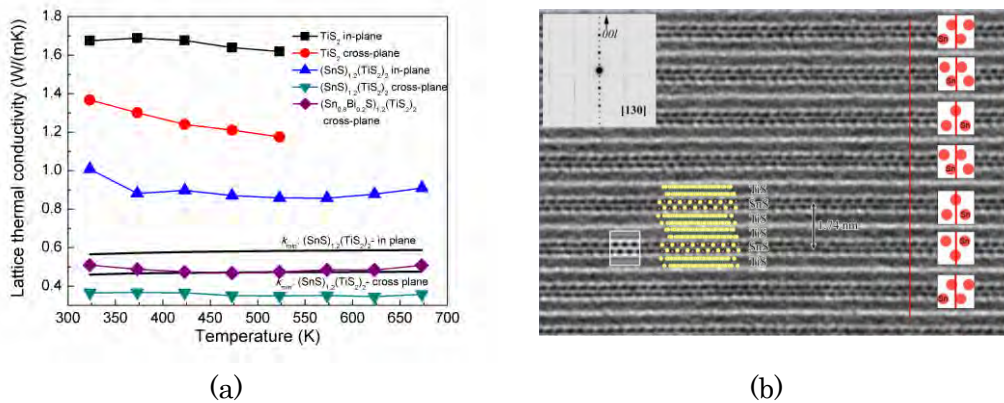 (a)
1.8
1.6
1.4
1.2
1.0
0.8
0.6
0.4
Lattice thermal conductivity (W/(mK))
TiS₂ in-plane
TiS₂ cross-plane
(SnS)₁.₂(TiS₂)₂ in-plane
(SnS)₁.₂(TiS₂)₂ cross-plane
(Sn₀.₈Bi₀.₂S)₁.₂(TiS₂)₂
cross-plane
kₘᵢₙ: (SnS)₁.₂(TiS₂)₂- in plane
kₘᵢₙ: (SnS)₁.₂(TiS₂)₂- cross plane
300 350 400 450 500 550 600 650 700
Temperature (K)
00l
[130]
TiS
SnS
TiS
TiS
SnS
TiS
1.74 nm
Sn
Sn
Sn
Sn
Sn
Sn
(b)